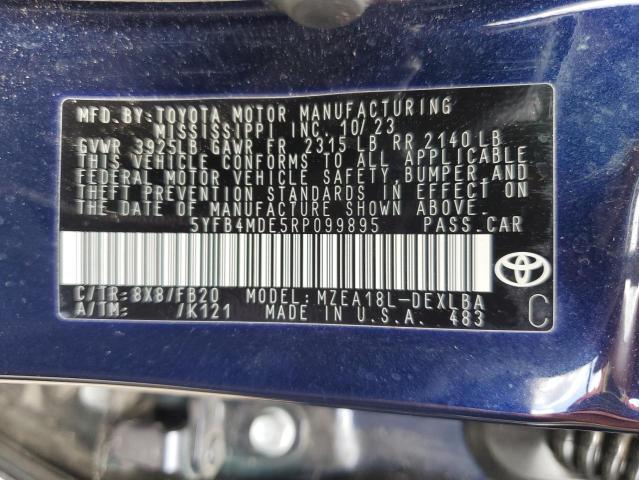 MFD. BY: TOYOTA MOTOR MANUFACTURING
MISSISSIPPI INC. 10/23
GVWR 3925LB GAWR FR 2315 LB RR 2140 LB
THIS VEHICLE CONFORMS TO ALL APPLICABLE
FEDERAL MOTOR VEHICLE SAFETY, BUMPER, AND
THEFT PREVENTION STANDARDS IN EFFECT ON
THE DATE OF MANUFACTURE SHOWN ABOVE.
5YFB4MDE5RP099895 PASS. CAR
C/TR: 8X8/FB20 MODEL: MZEA18L-DEXLBA
A/TM: /K121 MADE IN U.S.A. 483
C